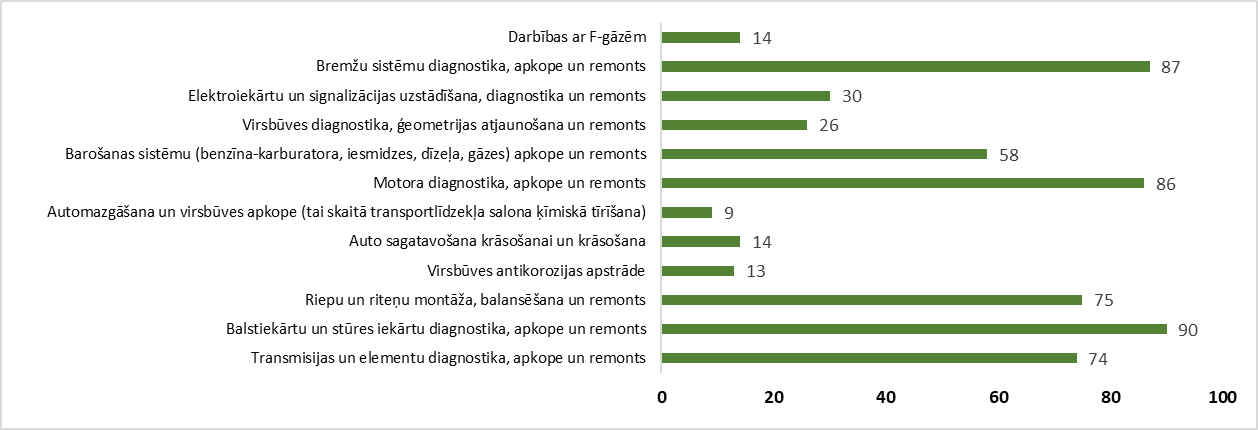 Darbības ar F-gāzēm 14
Bremžu sistēmu diagnostika, apkope un remonts 87
Elektroiekārtu un signalizācijas uzstādīšana, diagnostika un remonts 30
Virsbūves diagnostika, ģeometrijas atjaunošana un remonts 26
Barošanas sistēmu (benzīna-karburatora, iesmidzes, dīzeļa, gāzes) apkope un remonts 58
Motora diagnostika, apkope un remonts 86
Automazgāšana un virsbūves apkope (tai skaitā transportlīdzekļa salona ķīmiskā tīrīšana) 9
Auto sagatavošana krāsošanai un krāsošana 14
Virsbūves antikorozijas apstrāde 13
Riepu un riteņu montāža, balansēšana un remonts 75
Balstiekārtu un stūres iekārtu diagnostika, apkope un remonts 90
Transmisijas un elementu diagnostika, apkope un remonts 74
0 20 40 60 80 100